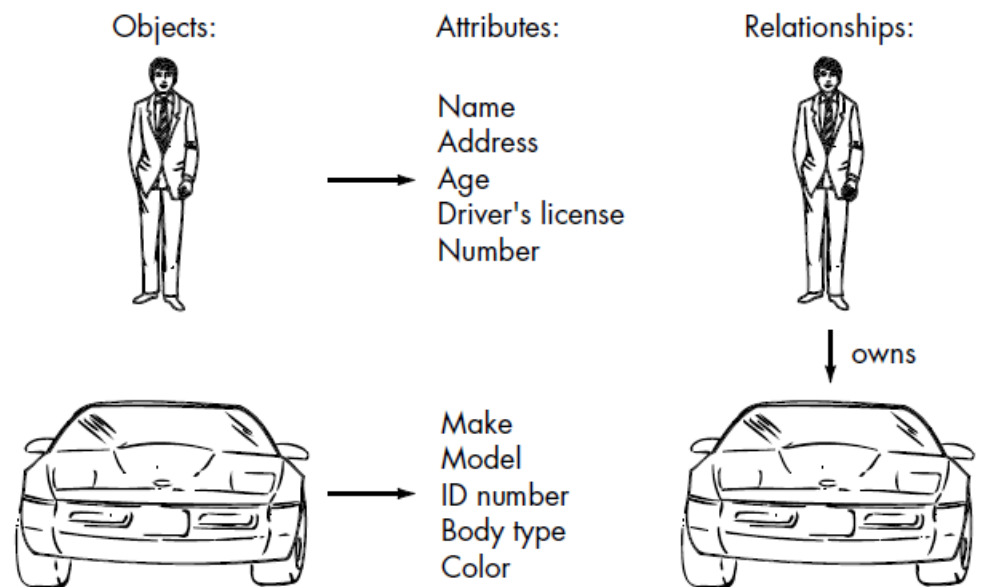 Objects:
Attributes:
Relationships:
Name
Address
Age
Driver's license
Number
owns
Make
Model
ID number
Body type
Color